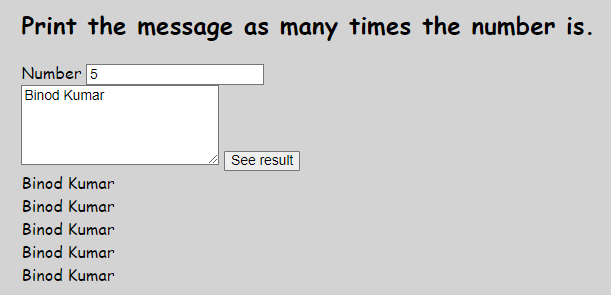 Print the message as many times the number is.
Number 5
Binod Kumar
See result
Binod Kumar
Binod Kumar
Binod Kumar
Binod Kumar
Binod Kumar